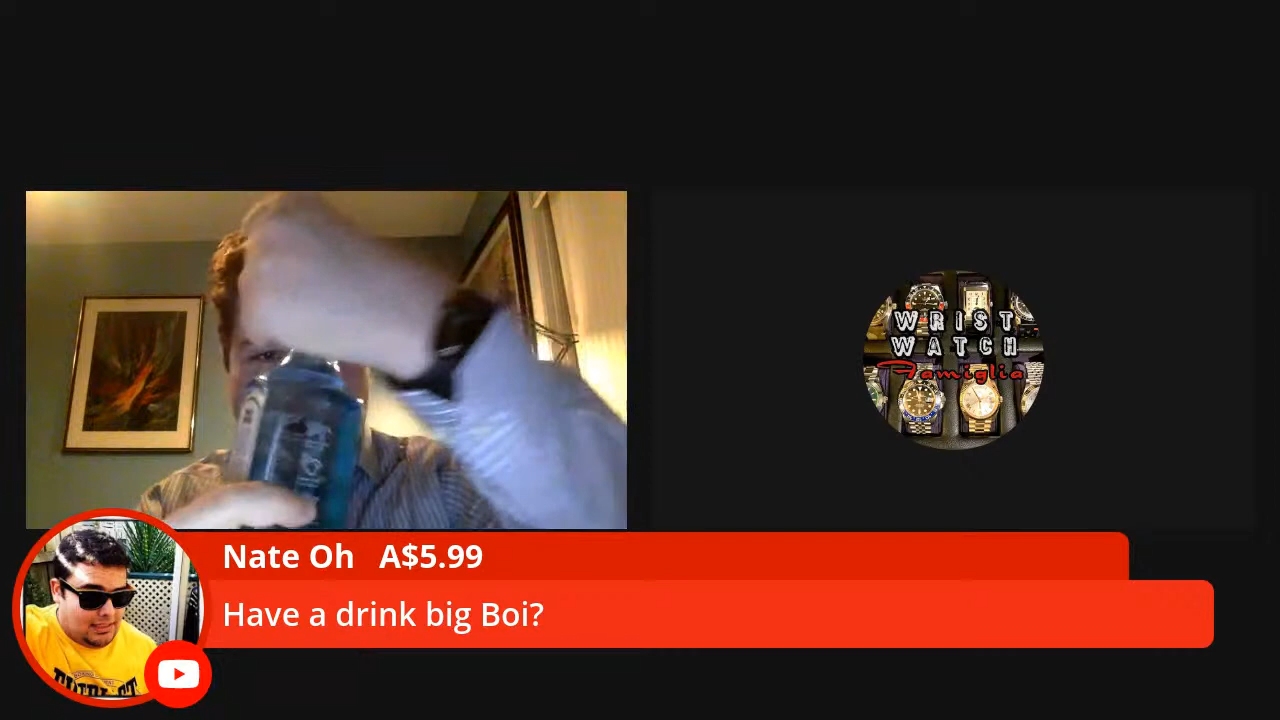 WRIST
WATCH
Famiglia
Nate Oh A$5.99
Have a drink big Boi?